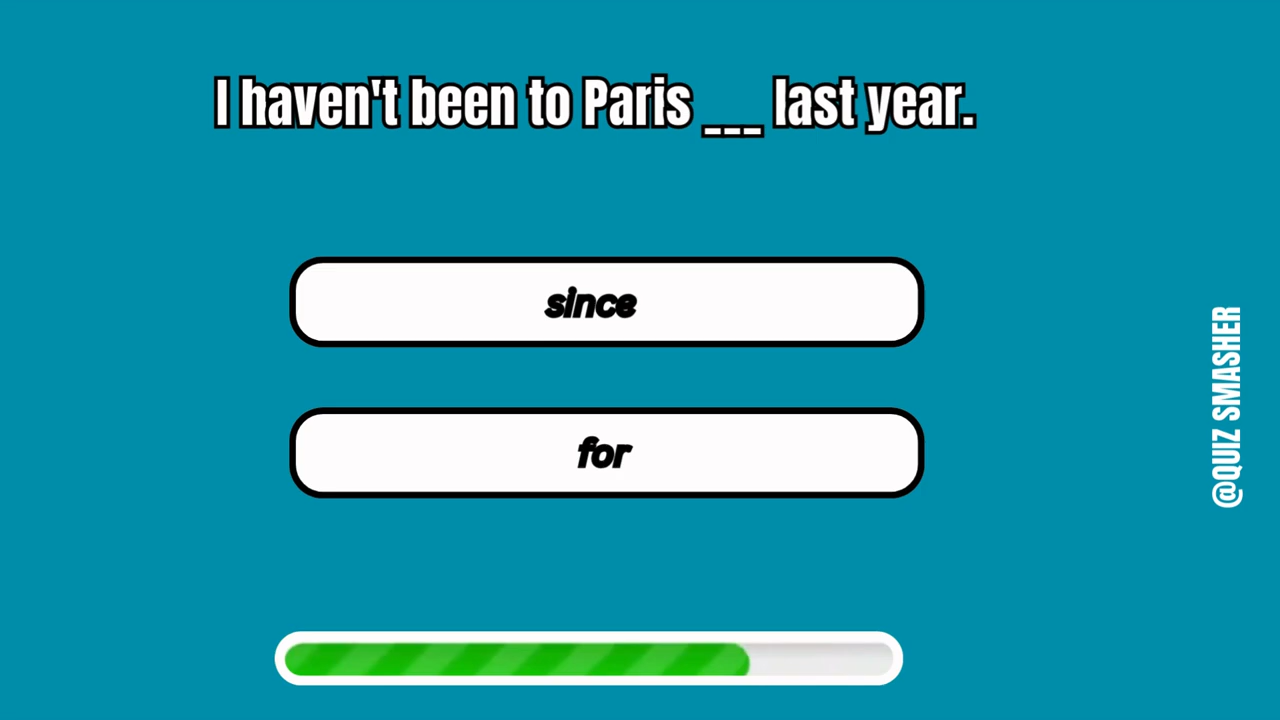 I haven't been to Paris ___ last year.
since
for
@QUIZ SMASHER